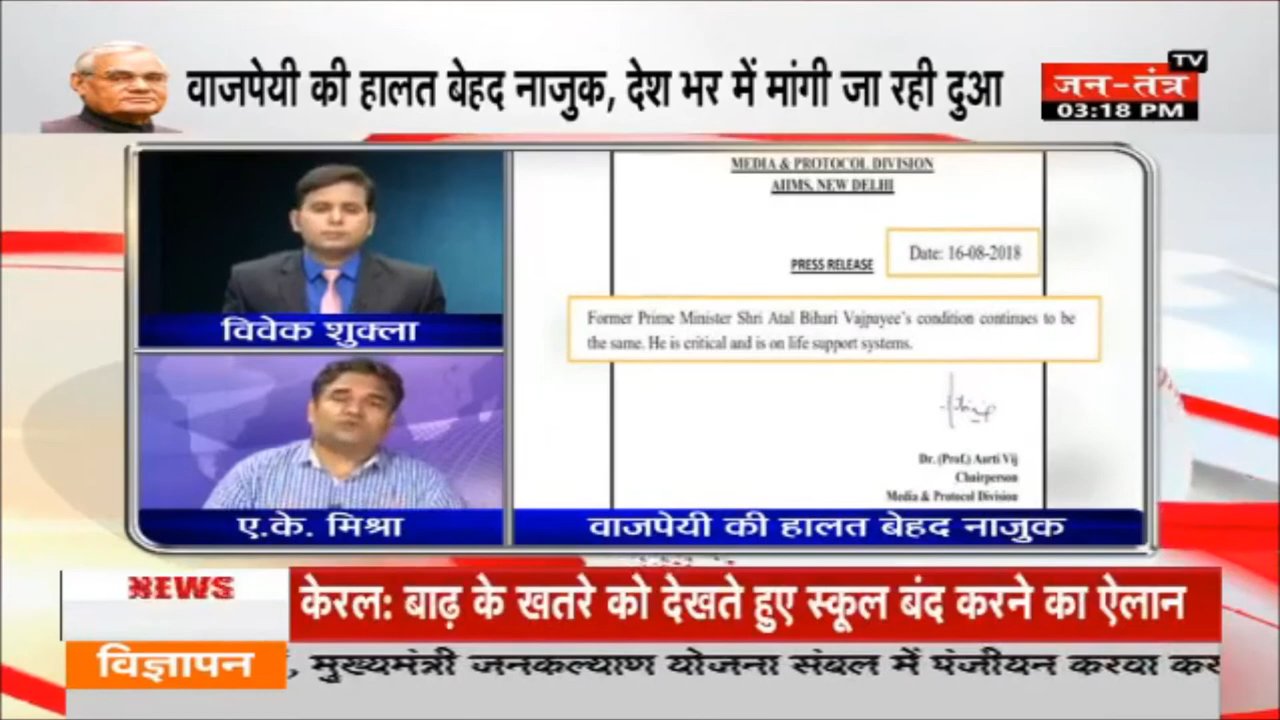 वाजपेयी की हालत बेहद नाजुक, देश भर में मांगी जा रही दुआ
TV
जन-तंत्र
03:18 PM
MEDIA & PROTOCOL DIVISION
AIIMS, NEW DELHI
Date: 16-08-2018
PRESS RELEASE
Former Prime Minister Shri Atal Bihari Vajpayee's condition continues to be
the same. He is critical and is on life support systems.
Dr. (Prof.) Aarti Vij
Chairperson
Media & Protocol Division
विवेक शुक्ला
ए.के. मिश्रा
वाजपेयी की हालत बेहद नाजुक
NEWS
केरल: बाढ़ के खतरे को देखते हुए स्कूल बंद करने का ऐलान
विज्ञापन
, मुख्यमंत्री जनकल्याण योजना संबल में पंजीयन करवा